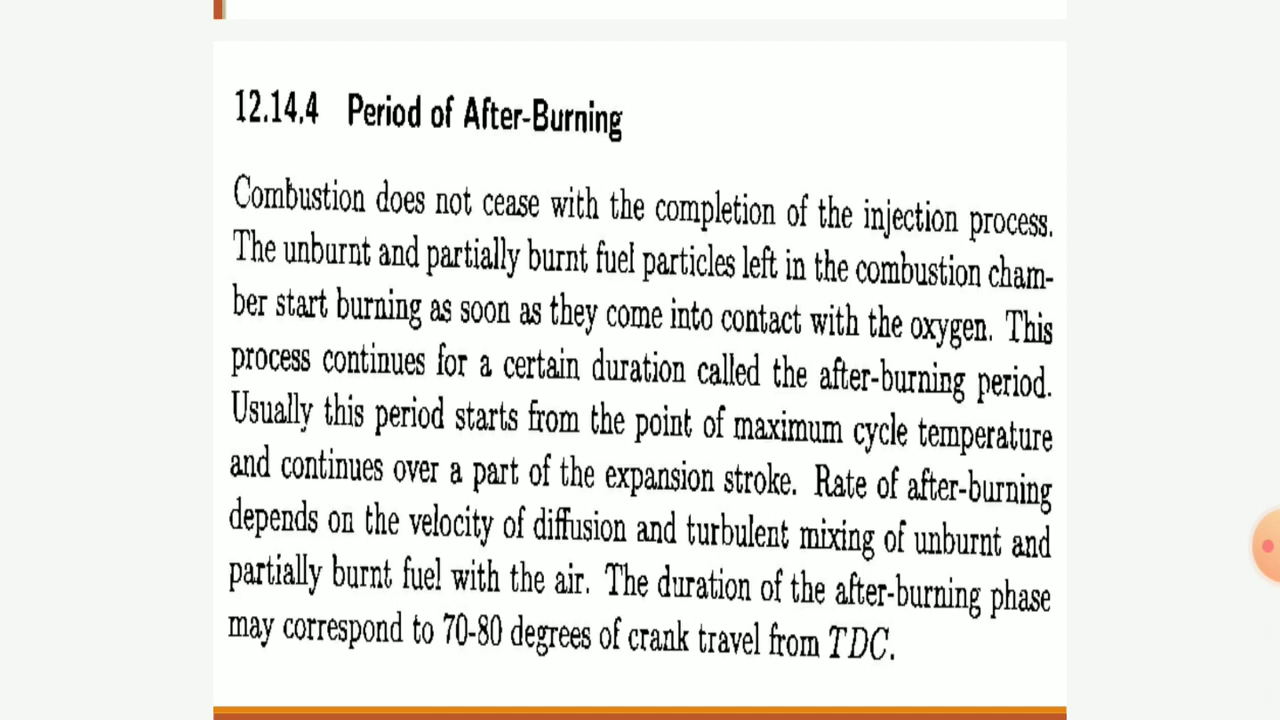 12.14.4 Period of After-Burning
Combustion does not cease with the completion of the injection process.
The unburnt and partially burnt fuel particles left in the combustion cham-
ber start burning as soon as they come into contact with the oxygen. This
process continues for a certain duration called the after-burning period.
Usually this period starts from the point of maximum cycle temperature
and continues over a part of the expansion stroke. Rate of after-burning
depends on the velocity of diffusion and turbulent mixing of unburnt and
partially burnt fuel with the air. The duration of the after-burning phase
may correspond to 70-80 degrees of crank travel from TDC.